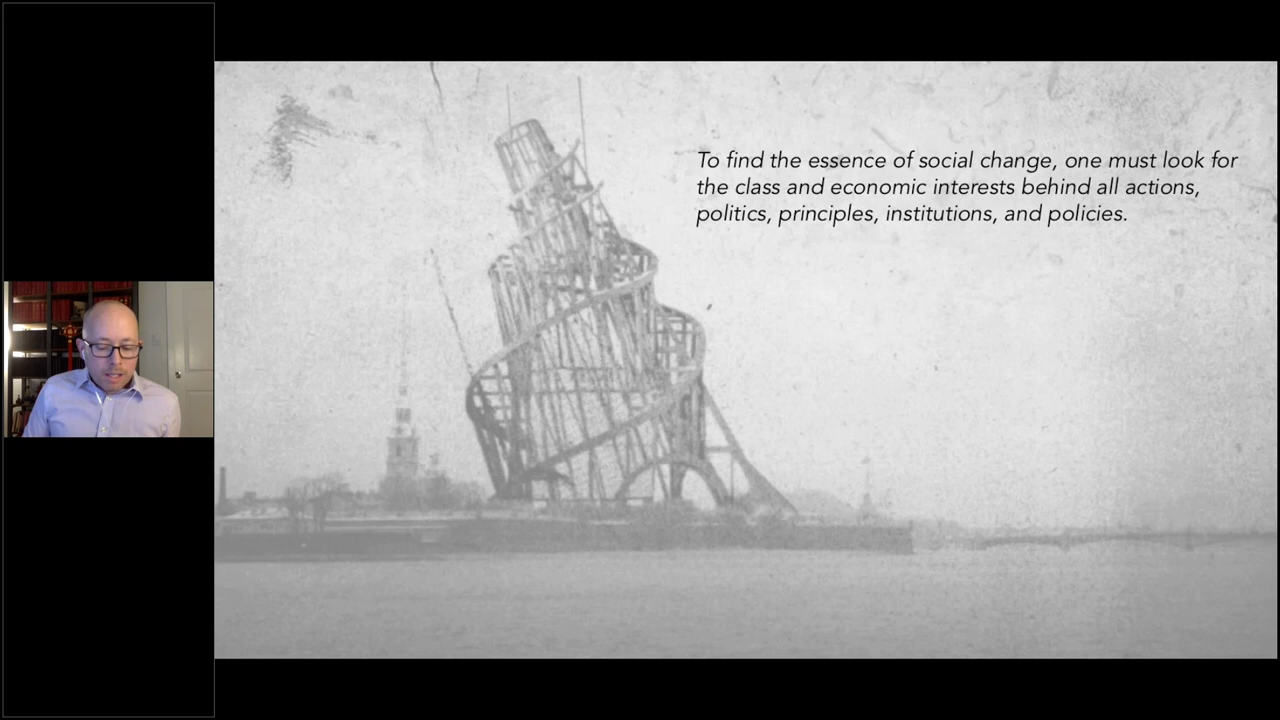 To find the essence of social change, one must look for
the class and economic interests behind all actions,
politics, principles, institutions, and policies.